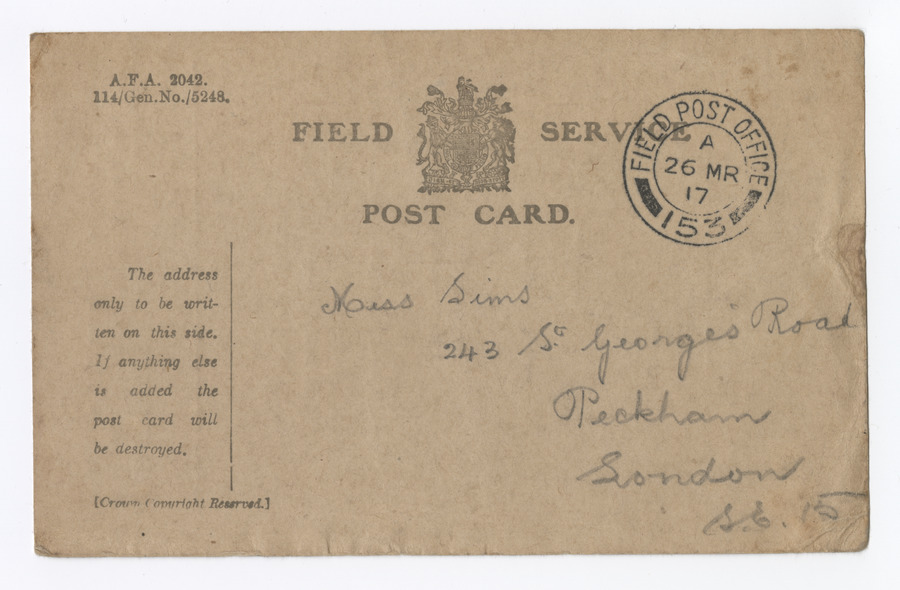 A.F.A. 2042.
114/Gen.No./5248.
FIELD SERVICE
POST CARD.
FIELD POST OFFICE
A
26 MR
17
153
The address
only to be writ-
ten on this side.
If anything else
is added the
post card will
be destroyed.
[Crown Copyright Reserved.]
Miss Sims
243 St. George's Road
Peckham
London
S.E. 15